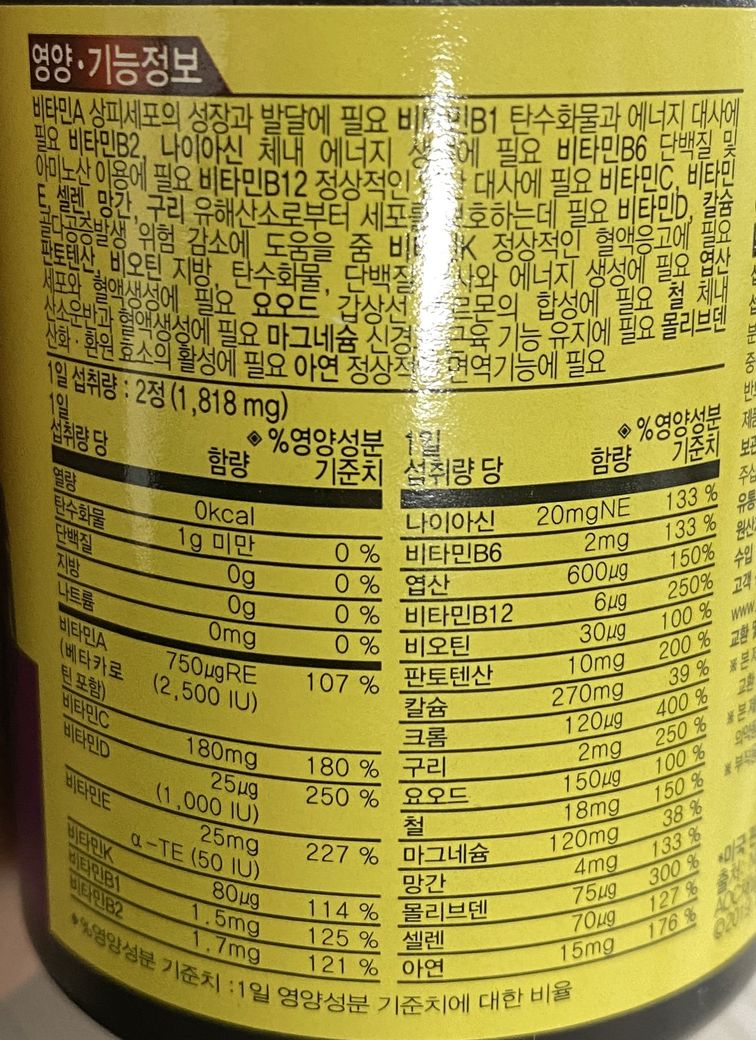 영양·기능정보
비타민A 상피세포의 성장과 발달에 필요 비타민B1 탄수화물과 에너지 대사에
필요 비타민B2, 나이아신 체내 에너지 생성에 필요 비타민B6 단백질 및
아미노산 이용에 필요 비타민B12 정상적인 엽산 대사에 필요 비타민C, 비타민
E, 셀렌, 망간, 구리 유해산소로부터 세포를 보호하는데 필요 비타민D, 칼슘
골다공증발생 위험 감소에 도움을 줌 비타민K 정상적인 혈액응고에 필요
판토텐산, 비오틴 지방, 탄수화물, 단백질 대사와 에너지 생성에 필요 엽산
세포와 혈액생성에 필요 요오드 갑상선 호르몬의 합성에 필요 철 체내
산소운반과 혈액생성에 필요 마그네슘 신경과 근육 기능 유지에 필요 몰리브덴
산화·환원 효소의 활성에 필요 아연 정상적인 면역기능에 필요
1일 섭취량 : 2정 (1,818 mg)
1일
섭취량 당 함량 ◈%영양성분 기준치
열량 0kcal
탄수화물 1g 미만 0 %
단백질 0g 0 %
지방 0g 0 %
나트륨 0mg 0 %
비타민A
(베타카로
틴 포함) 750µgRE
(2,500 IU) 107 %
비타민C 180mg 180 %
비타민D 25µg
(1,000 IU) 250 %
비타민E 25mg
α-TE (50 IU) 227 %
비타민K 80µg 114 %
비타민B1 1.5mg 125 %
비타민B2 1.7mg 121 %
1일
섭취량 당 함량 ◈%영양성분 기준치
나이아신 20mgNE 133 %
비타민B6 2mg 133 %
엽산 600µg 150%
비타민B12 6µg 250%
비오틴 30µg 100 %
판토텐산 10mg 200 %
칼슘 270mg 39 %
크롬 120µg 400 %
구리 2mg 250 %
요오드 150µg 100 %
철 18mg 150 %
마그네슘 120mg 38 %
망간 4mg 133 %
몰리브덴 75µg 300 %
셀렌 70µg 127 %
아연 15mg 176 %
◈%영양성분 기준치 :1일 영양성분 기준치에 대한 비율